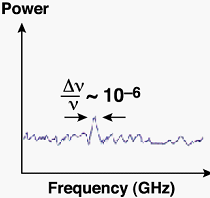 Power
Δν/ν ~ 10⁻⁶
Frequency (GHz)